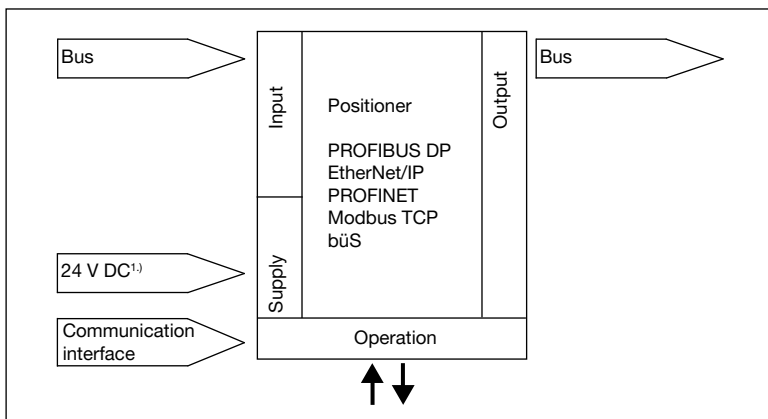 Bus
Input
Positioner
PROFIBUS DP
EtherNet/IP
PROFINET
Modbus TCP
büS
Output
Bus
24 V DC1.)
Supply
Communication
interface
Operation